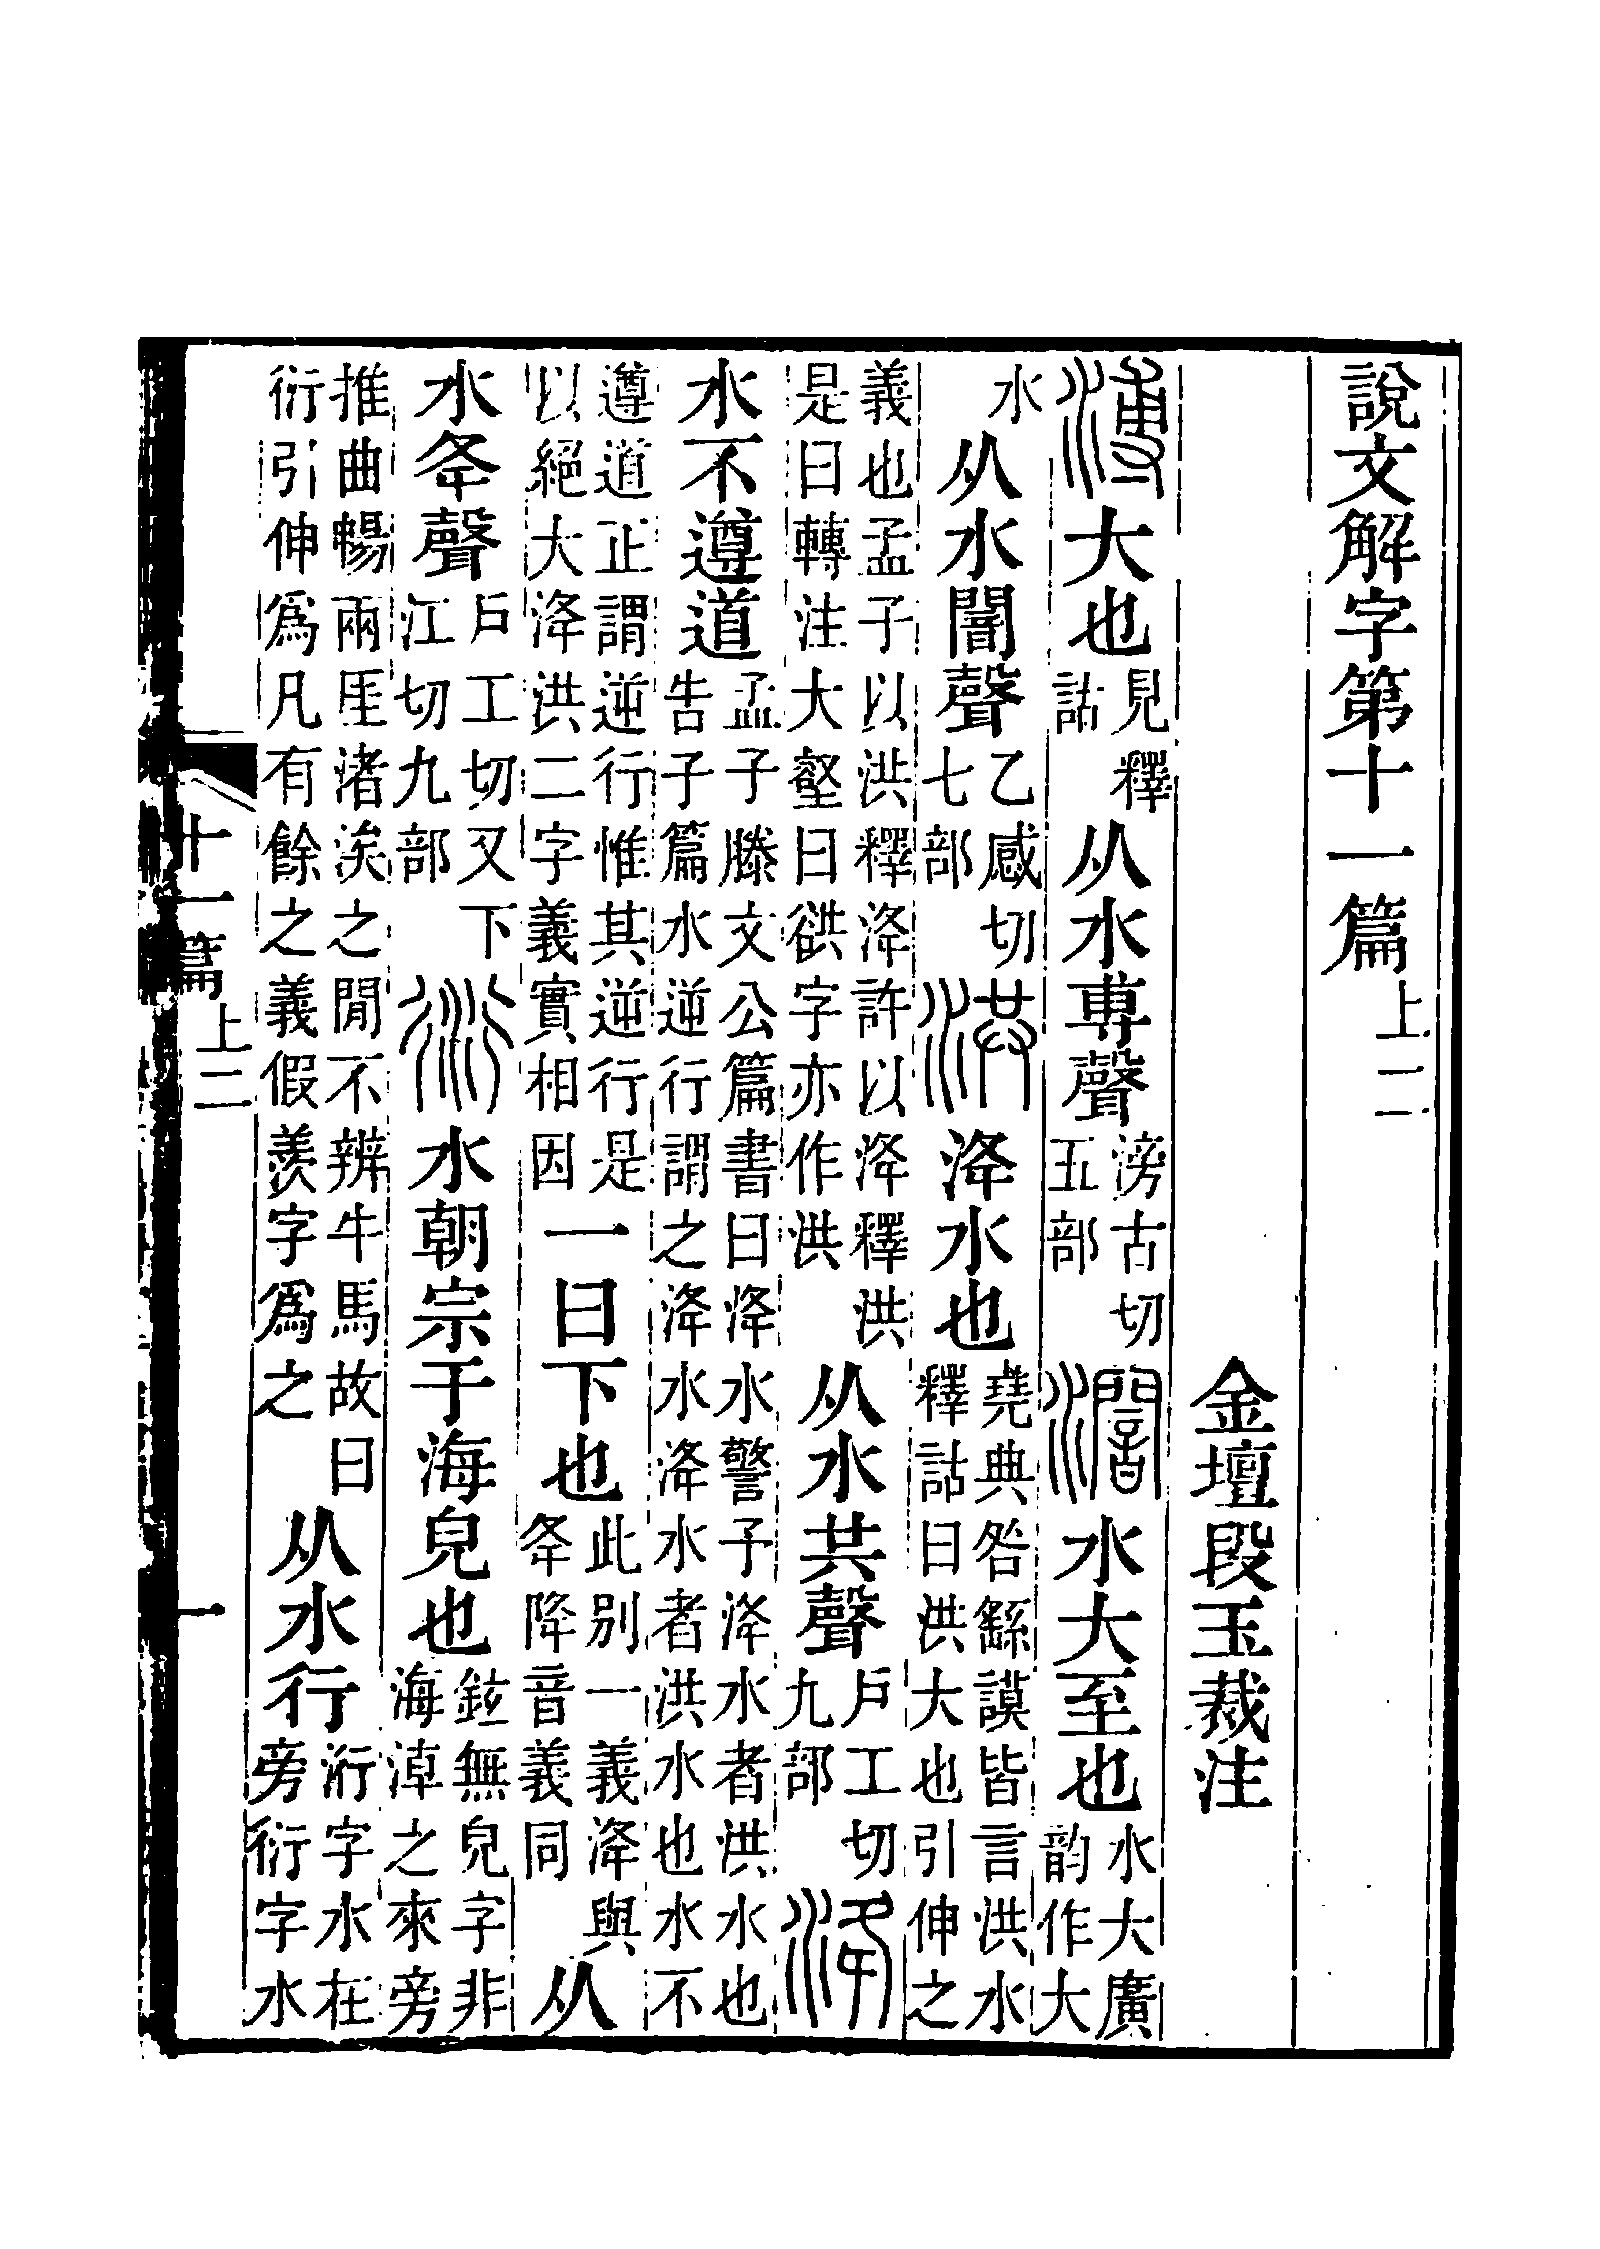 說文解字第十一篇上二
金壇段玉裁注
溥大也見釋詁从水尃聲滂古切五部水大至也水大廣韵作大
水从水闇聲乙感切七部洪洚水也堯典咎繇謨皆言洪水釋詁曰洪大也引伸之
義也孟子以洪釋洚許以洚釋洪是曰轉注大壑曰谼字亦作洪从水共聲戶工切九部洚
水不遵道孟子滕文公篇書曰洚水警予洚水者洪水也告子篇水逆行謂之洚水洚水者洪水也水不
遵道止謂逆行惟其逆行是以絕大洚洪二字義實相因一曰下也此別一義洚與夅降音義同从
水夅聲戶工切又下江切九部衍水朝宗于海皃也鉉無皃字非海淖之來旁
推曲暢兩厓渚涘之閒不辨牛馬故曰衍引伸爲凡有餘之義假羨字爲之从水行洐字水在旁衍字水
十一篇上二 一